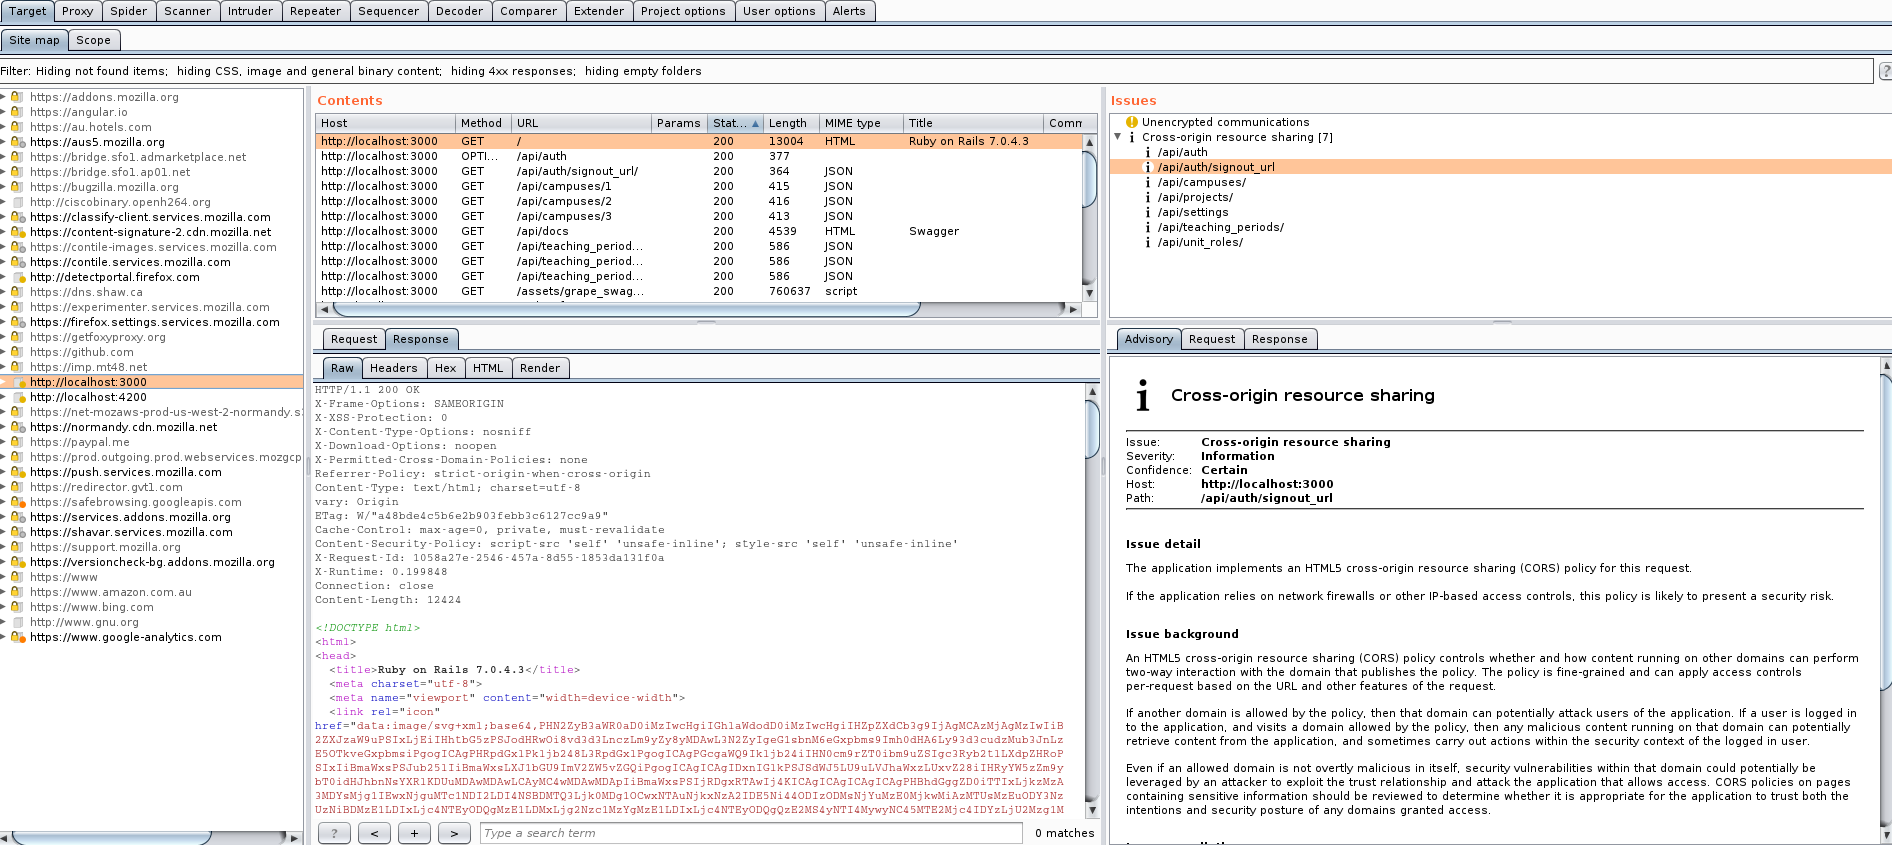 Target Proxy Spider Scanner Intruder Repeater Sequencer Decoder Comparer Extender Project options User options Alerts
Site map Scope
Filter: Hiding not found items; hiding CSS, image and general binary content; hiding 4xx responses; hiding empty folders
?
https://addons.mozilla.org
https://angular.io
https://au.hotels.com
https://aus5.mozilla.org
https://bridge.sfo1.admarketplace.net
https://bridge.sfo1.ap01.net
https://bugzilla.mozilla.org
http://ciscobinary.openh264.org
https://classify-client.services.mozilla.com
https://content-signature-2.cdn.mozilla.net
https://contile-images.services.mozilla.com
https://contile.services.mozilla.com
http://detectportal.firefox.com
https://dns.shaw.ca
https://experimenter.services.mozilla.com
https://firefox.settings.services.mozilla.com
https://getfoxyproxy.org
https://github.com
https://imp.mt48.net
http://localhost:3000
http://localhost:4200
https://net-mozaws-prod-us-west-2-normandy.s
https://normandy.cdn.mozilla.net
https://paypal.me
https://prod.outgoing.prod.webservices.mozgcp
https://push.services.mozilla.com
https://redirector.gvt1.com
https://safebrowsing.googleapis.com
https://services.addons.mozilla.org
https://shavar.services.mozilla.com
https://support.mozilla.org
https://versioncheck-bg.addons.mozilla.org
https://www
https://www.amazon.com.au
https://www.bing.com
http://www.gnu.org
https://www.google-analytics.com
Contents
Host Method URL Params Stat... Length MIME type Title Comm
http://localhost:3000 GET / 200 13004 HTML Ruby on Rails 7.0.4.3
http://localhost:3000 OPTI... /api/auth 200 377
http://localhost:3000 GET /api/auth/signout_url/ 200 364 JSON
http://localhost:3000 GET /api/campuses/1 200 415 JSON
http://localhost:3000 GET /api/campuses/2 200 416 JSON
http://localhost:3000 GET /api/campuses/3 200 413 JSON
http://localhost:3000 GET /api/docs 200 4539 HTML Swagger
http://localhost:3000 GET /api/teaching_period... 200 586 JSON
http://localhost:3000 GET /api/teaching_period... 200 586 JSON
http://localhost:3000 GET /api/teaching_period... 200 586 JSON
http://localhost:3000 GET /assets/grape_swag... 200 760637 script
Request Response
Raw Headers Hex HTML Render
HTTP/1.1 200 OK
X-Frame-Options: SAMEORIGIN
X-XSS-Protection: 0
X-Content-Type-Options: nosniff
X-Download-Options: noopen
X-Permitted-Cross-Domain-Policies: none
Referrer-Policy: strict-origin-when-cross-origin
Content-Type: text/html; charset=utf-8
vary: Origin
ETag: W/"a48bde4c5b6e2b903febb3c6127cc9a9"
Cache-Control: max-age=0, private, must-revalidate
Content-Security-Policy: script-src 'self' 'unsafe-inline'; style-src 'self' 'unsafe-inline'
X-Request-Id: 1058a27e-2546-457a-8d55-1853da131f0a
X-Runtime: 0.199848
Connection: close
Content-Length: 12424
<!DOCTYPE html>
<html>
<head>
<title>Ruby on Rails 7.0.4.3</title>
<meta charset="utf-8">
<meta name="viewport" content="width=device-width">
<link rel="icon"
href="data:image/svg+xml;base64,
? < + > Type a search term 0 matches
Issues
Unencrypted communications
Cross-origin resource sharing [7]
/api/auth
/api/auth/signout_url
/api/campuses/
/api/projects/
/api/settings
/api/teaching_periods/
/api/unit_roles/
Advisory Request Response
i Cross-origin resource sharing
Issue: Cross-origin resource sharing
Severity: Information
Confidence: Certain
Host: http://localhost:3000
Path: /api/auth/signout_url
Issue detail
The application implements an HTML5 cross-origin resource sharing (CORS) policy for this request.
If the application relies on network firewalls or other IP-based access controls, this policy is likely to present a security risk.
Issue background
An HTML5 cross-origin resource sharing (CORS) policy controls whether and how content running on other domains can perform
two-way interaction with the domain that publishes the policy. The policy is fine-grained and can apply access controls
per-request based on the URL and other features of the request.
If another domain is allowed by the policy, then that domain can potentially attack users of the application. If a user is logged in
to the application, and visits a domain allowed by the policy, then any malicious content running on that domain can potentially
retrieve content from the application, and sometimes carry out actions within the security context of the logged in user.
Even if an allowed domain is not overtly malicious in itself, security vulnerabilities within that domain could potentially be
leveraged by an attacker to exploit the trust relationship and attack the application that allows access. CORS policies on pages
containing sensitive information should be reviewed to determine whether it is appropriate for the application to trust both the
intentions and security posture of any domains granted access.